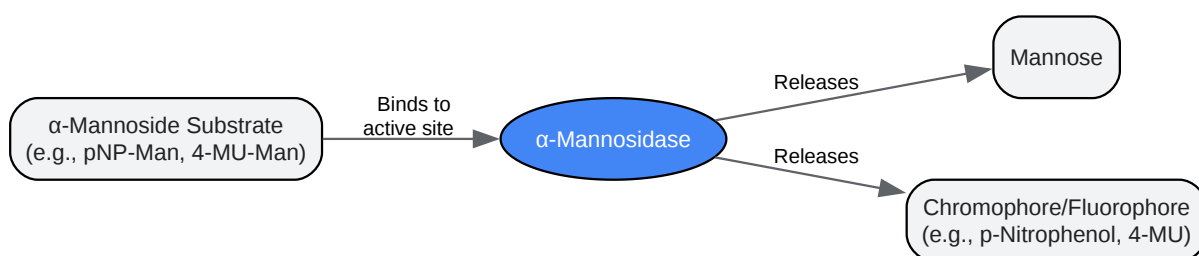 α-Mannoside Substrate
(e.g., pNP-Man, 4-MU-Man)
Binds to
active site
α-Mannosidase
Releases
Mannose
Releases
Chromophore/Fluorophore
(e.g., p-Nitrophenol, 4-MU)